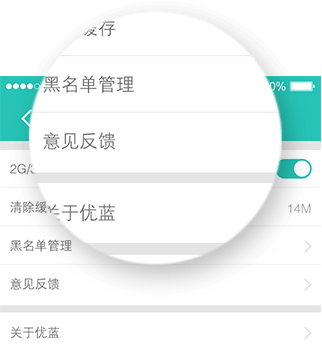 缓存
黑名单管理
意见反馈
关于优蓝
0%
2G/3
清除缓
14M
黑名单管理
意见反馈
关于优蓝